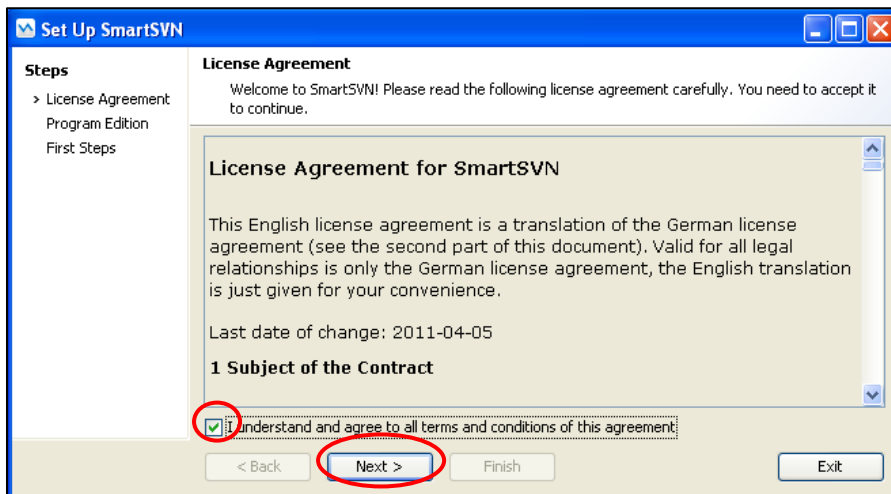 Set Up SmartSVN
Steps
> License Agreement
Program Edition
First Steps
License Agreement
Welcome to SmartSVN! Please read the following license agreement carefully. You need to accept it
to continue.
License Agreement for SmartSVN
This English license agreement is a translation of the German license
agreement (see the second part of this document). Valid for all legal
relationships is only the German license agreement, the English translation
is just given for your convenience.
Last date of change: 2011-04-05
1 Subject of the Contract
I understand and agree to all terms and conditions of this agreement
< Back
Next >
Finish
Exit